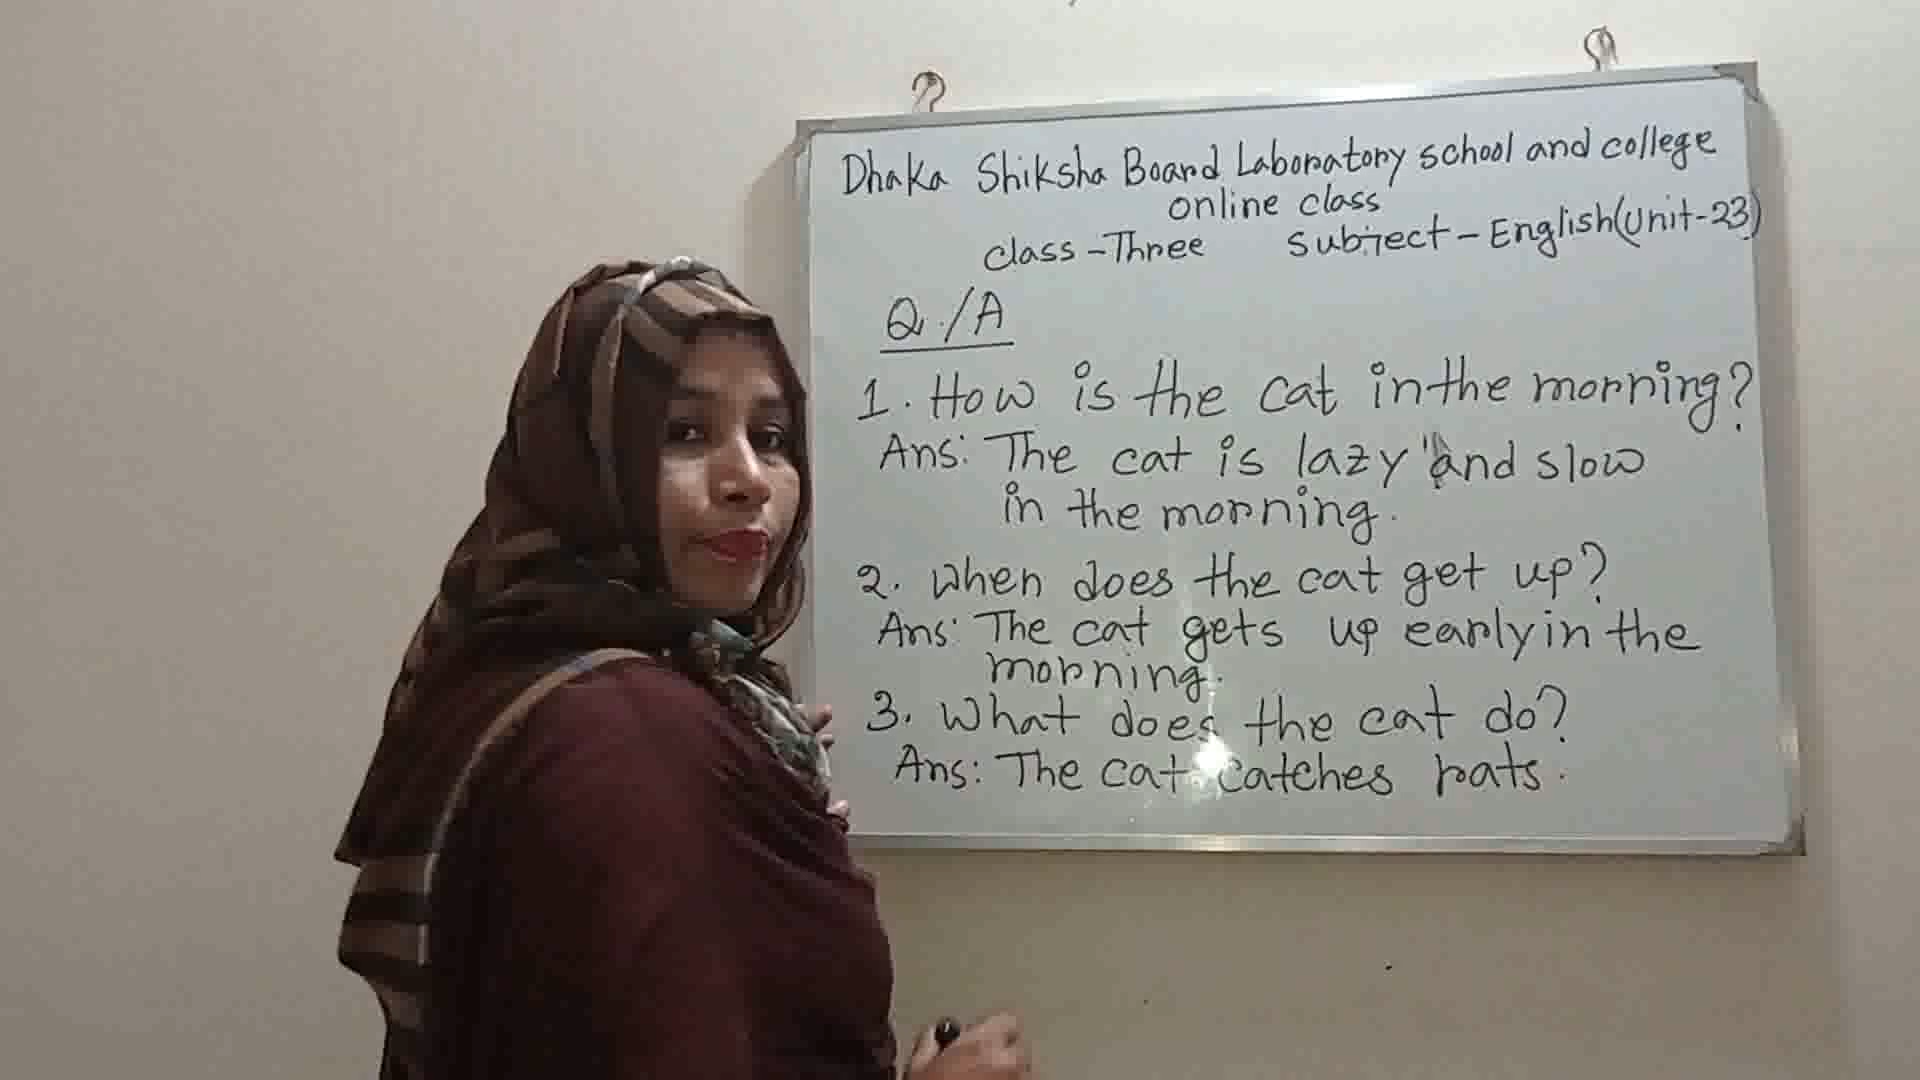 Dhaka Shiksha Board Laboratory school and college
online class
class - Three Subject - English (Unit-23)
Q./A
1. How is the cat in the morning?
Ans: The cat is lazy and slow
in the morning.
2. When does the cat get up?
Ans: The cat gets up early in the
morning.
3. What does the cat do?
Ans: The cat catches rats.